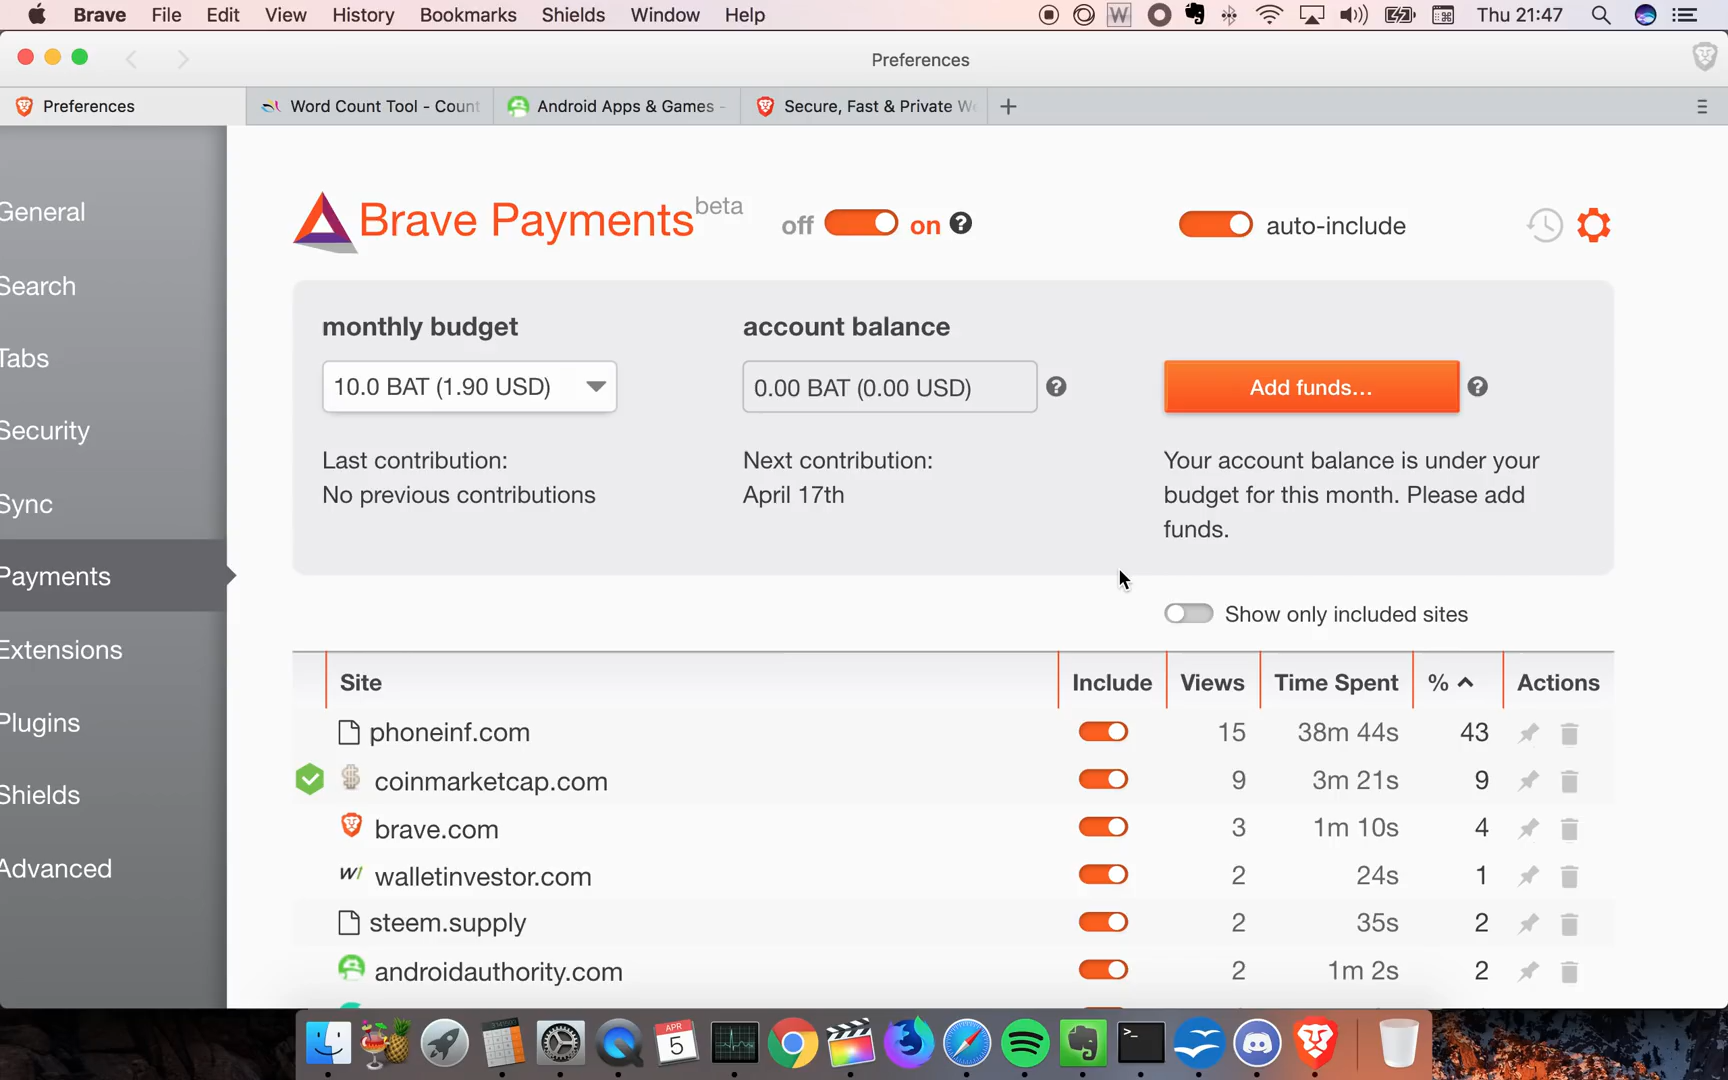 Brave File Edit View History Bookmarks Shields Window Help Thu 21:47
Preferences
Preferences Word Count Tool - Count Android Apps & Games - Secure, Fast & Private We
General
Search
Tabs
Security
Sync
Payments
Extensions
Plugins
Shields
Advanced
Brave Payments beta off on ? auto-include
monthly budget account balance
10.0 BAT (1.90 USD) 0.00 BAT (0.00 USD) ? Add funds... ?
Last contribution: Next contribution: Your account balance is under your
No previous contributions April 17th budget for this month. Please add
funds.
Show only included sites
Site Include Views Time Spent % Actions
phoneinf.com 15 38m 44s 43
coinmarketcap.com 9 3m 21s 9
brave.com 3 1m 10s 4
walletinvestor.com 2 24s 1
steem.supply 2 35s 2
androidauthority.com 2 1m 2s 2
APR
5